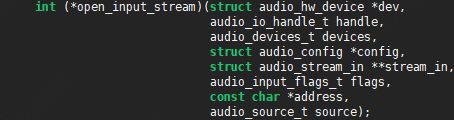 int (*open_input_stream)(struct audio_hw_device *dev,
audio_io_handle_t handle,
audio_devices_t devices,
struct audio_config *config,
struct audio_stream_in **stream_in,
audio_input_flags_t flags,
const char *address,
audio_source_t source);